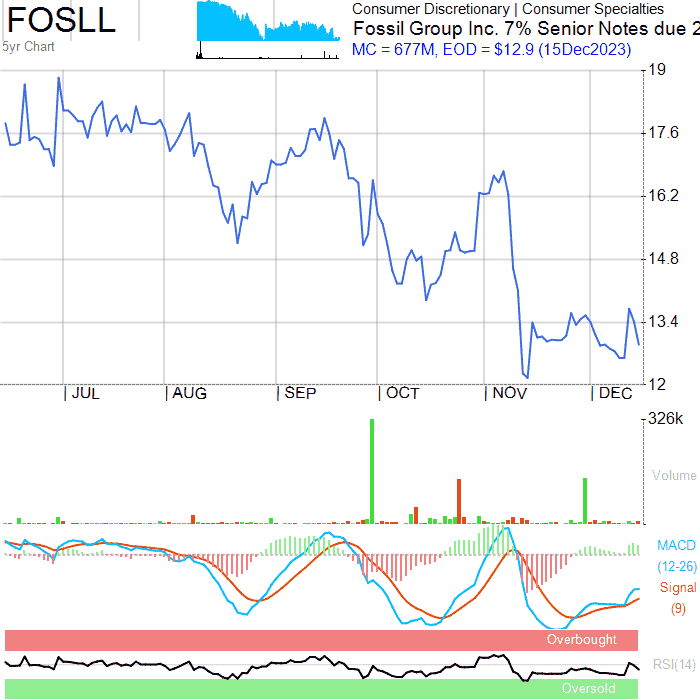 FOSLL
5yr Chart
Consumer Discretionary | Consumer Specialties
Fossil Group Inc. 7% Senior Notes due 2
MC = 677M, EOD = $12.9 (15Dec2023)
19
17.6
16.2
14.8
13.4
12
| JUL | AUG | SEP | OCT | NOV | DEC
326k
Volume
MACD
(12-26)
Signal
(9)
Overbought
RSI(14)
Oversold